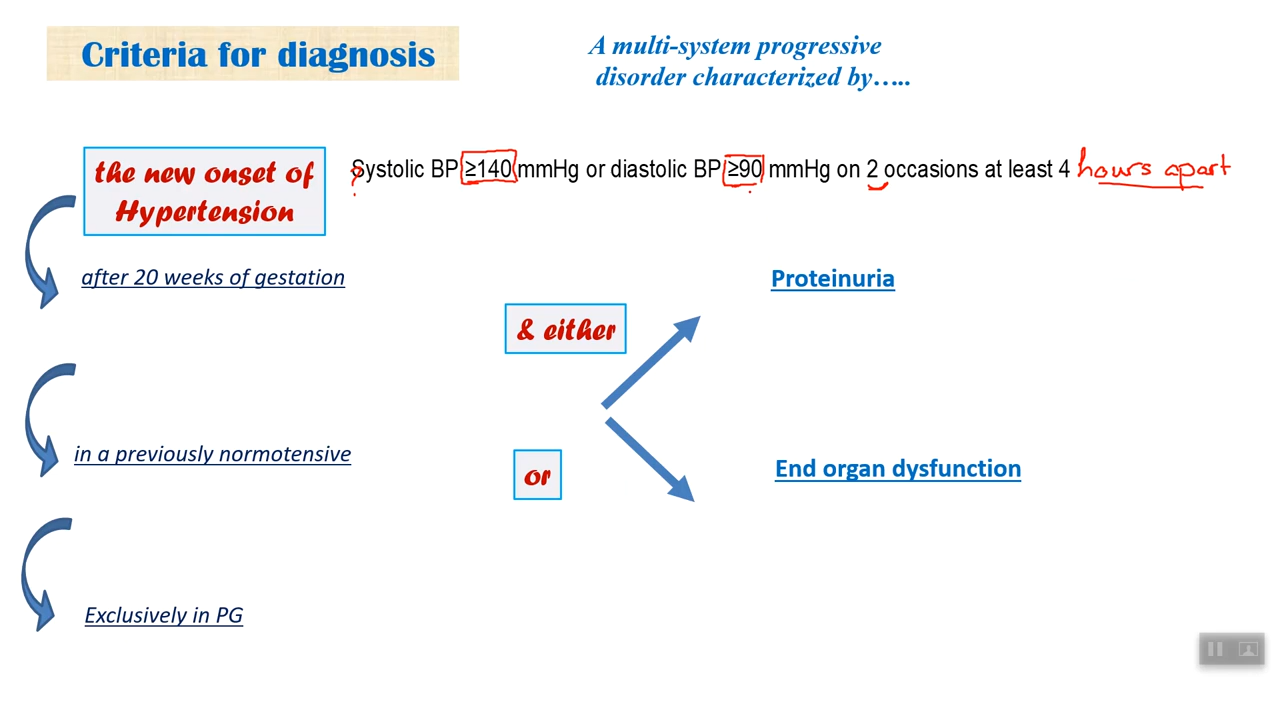 Criteria for diagnosis
A multi-system progressive
disorder characterized by…..
the new onset of
Hypertension
Systolic BP ≥140 mmHg or diastolic BP ≥90 mmHg on 2 occasions at least 4 hours apart
after 20 weeks of gestation
Proteinuria
& either
in a previously normotensive
End organ dysfunction
or
Exclusively in PG